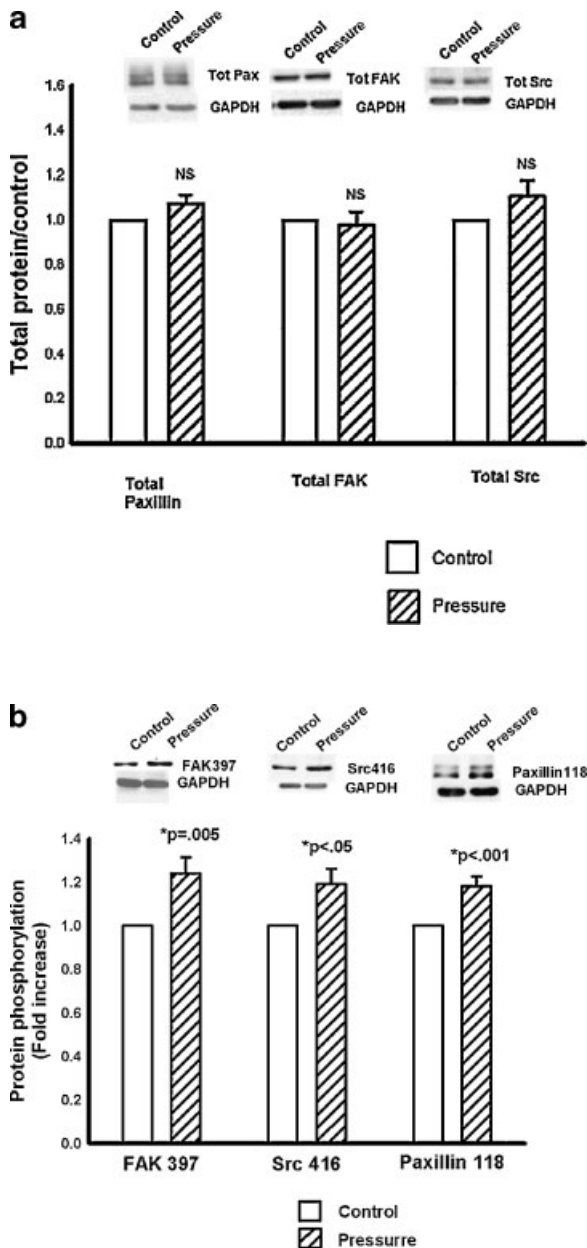 a
Control Pressure Control Pressure Control Pressure
Tot Pax Tot FAK Tot Src
GAPDH GAPDH GAPDH
Total protein/control
1.6
1.4
1.2
1.0
0.8
0.6
0.4
0.2
0.0
NS NS NS
Total Paxillin
Total FAK
Total Src
Control
Pressure
b
Control Pressure Control Pressure Control Pressure
FAK397 Src416 Paxillin118
GAPDH GAPDH GAPDH
Protein phosphorylation
(Fold increase)
1.4
1.2
1.0
0.8
0.6
0.4
0.2
0.0
*p=.005 *p<.05 *p<.001
FAK 397 Src 416 Paxillin 118
Control
Pressurre